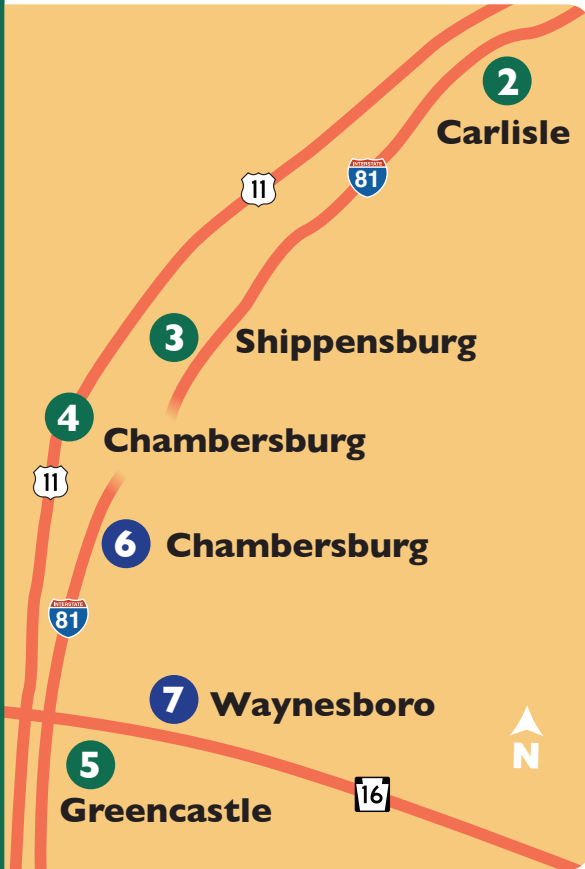 2
Carlisle
INTERSTATE
81
11
3 Shippensburg
4
Chambersburg
11
6 Chambersburg
INTERSTATE
81
7 Waynesboro
N
5
16
Greencastle